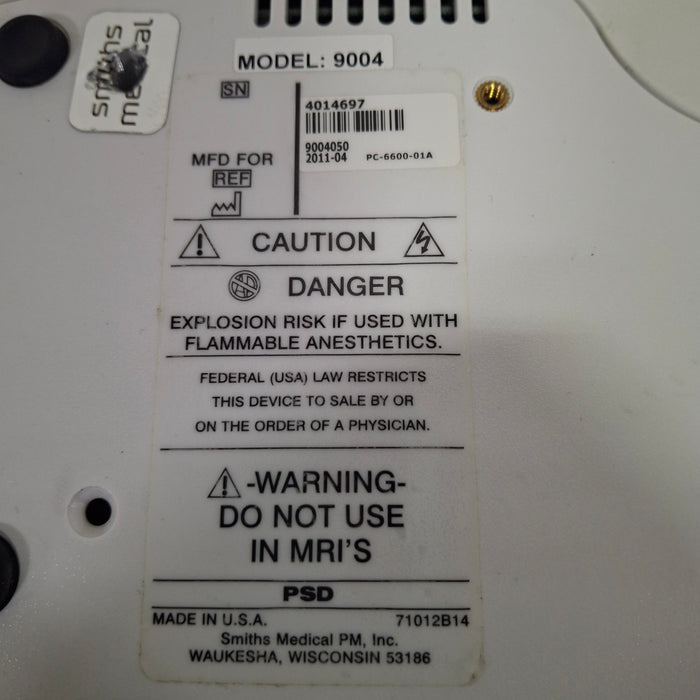 smiths
medical
MODEL: 9004
SN
4014697
9004050
2011-04 PC-6600-01A
MFD FOR
REF
CAUTION
DANGER
EXPLOSION RISK IF USED WITH
FLAMMABLE ANESTHETICS.
FEDERAL (USA) LAW RESTRICTS
THIS DEVICE TO SALE BY OR
ON THE ORDER OF A PHYSICIAN.
-WARNING-
DO NOT USE
IN MRI'S
PSD
MADE IN U.S.A. 71012B14
Smiths Medical PM, Inc.
WAUKESHA, WISCONSIN 53186